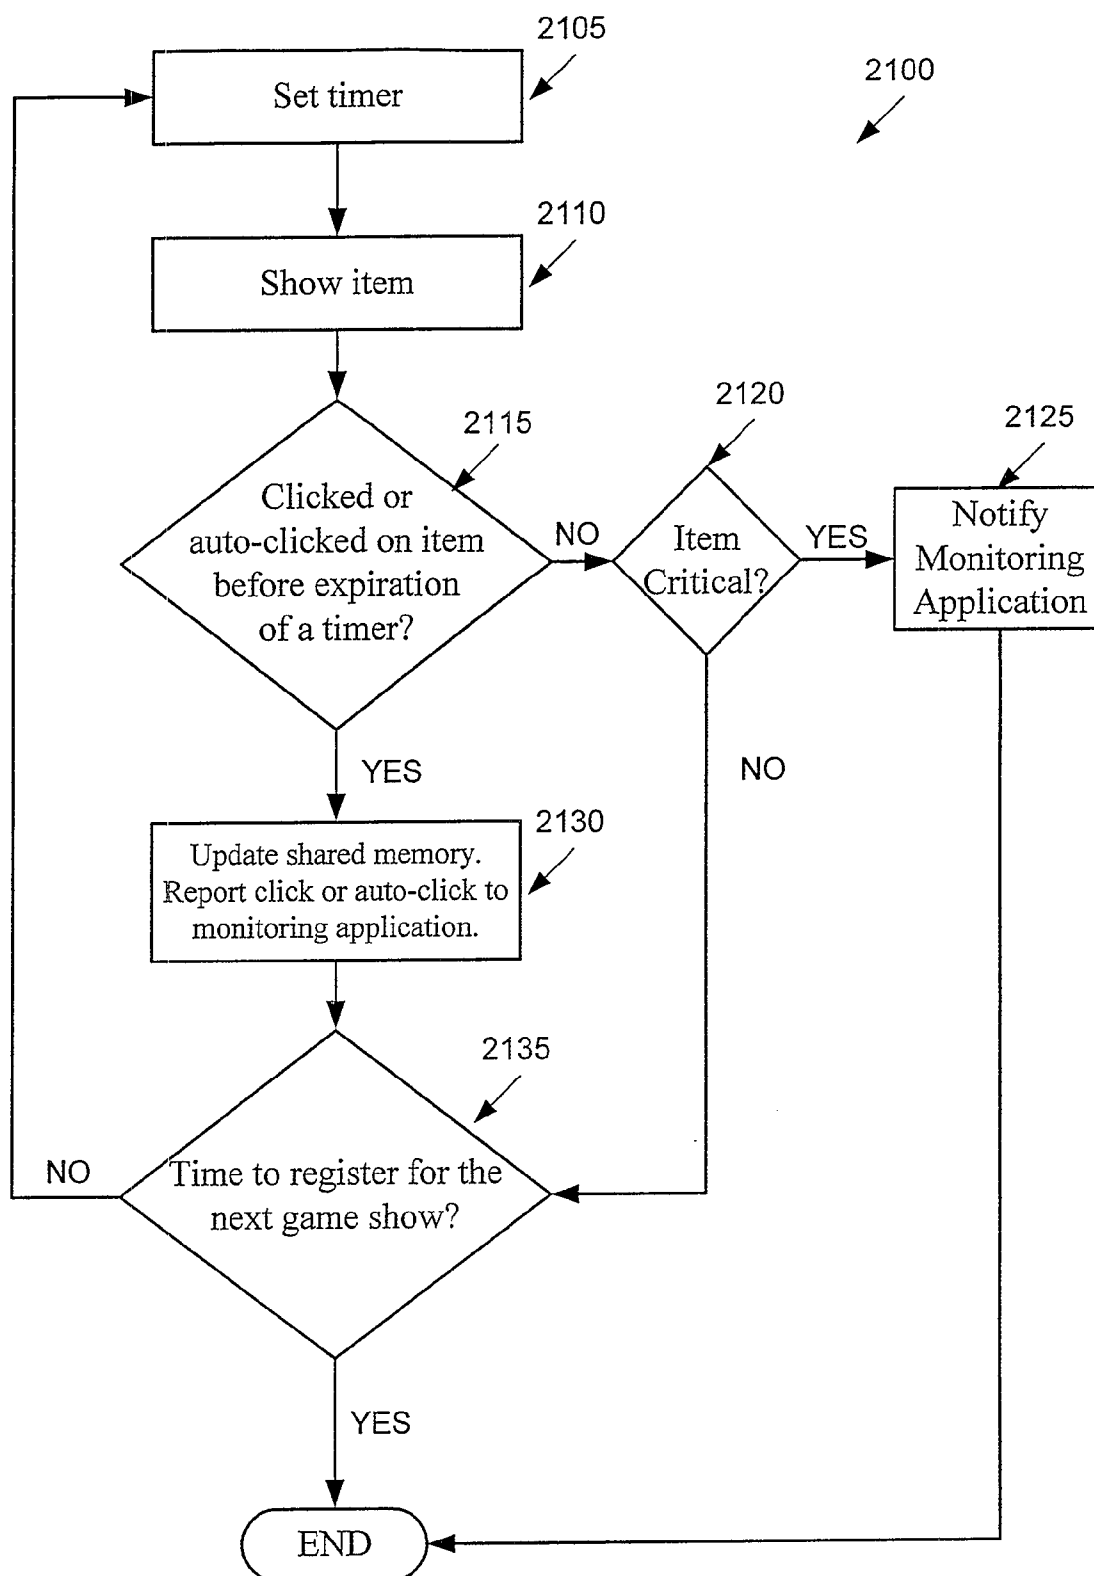 2105
2100
Set timer
2110
Show item
2120
2125
2115
Clicked or
auto-clicked on item
before expiration
of a timer?
NO
Item
Critical?
YES
Notify
Monitoring
Application
YES
NO
2130
Update shared memory.
Report click or auto-click to
monitoring application.
2135
NO
Time to register for the
next game show?
YES
END